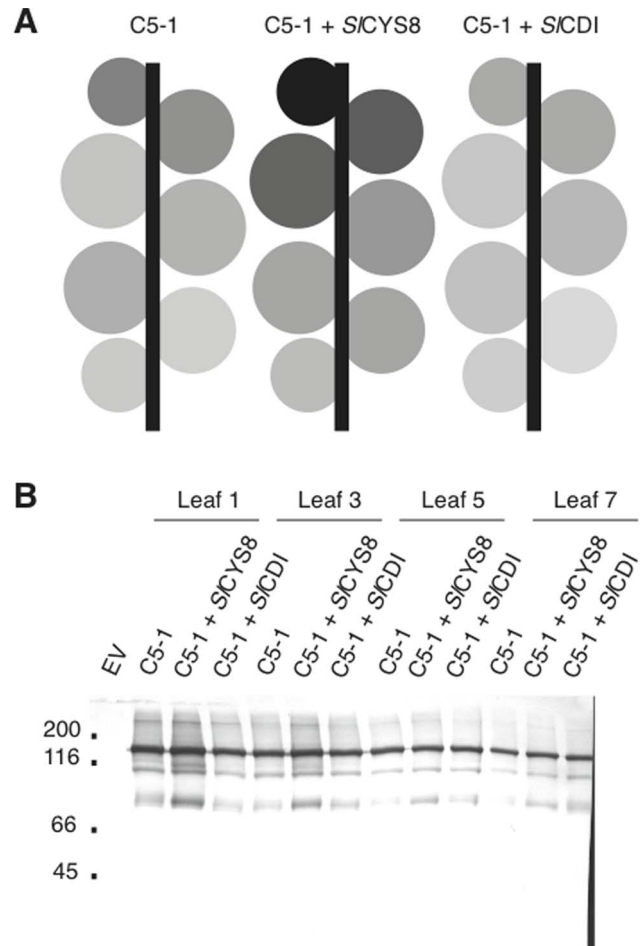 A
C5-1 C5-1 + SlCYS8 C5-1 + SlCDI
B
Leaf 1 Leaf 3 Leaf 5 Leaf 7
EV C5-1 C5-1 + SlCYS8 C5-1 + SlCDI C5-1 C5-1 + SlCYS8 C5-1 + SlCDI C5-1 C5-1 + SlCYS8 C5-1 + SlCDI C5-1 C5-1 + SlCYS8 C5-1 + SlCDI
200
116
66
45